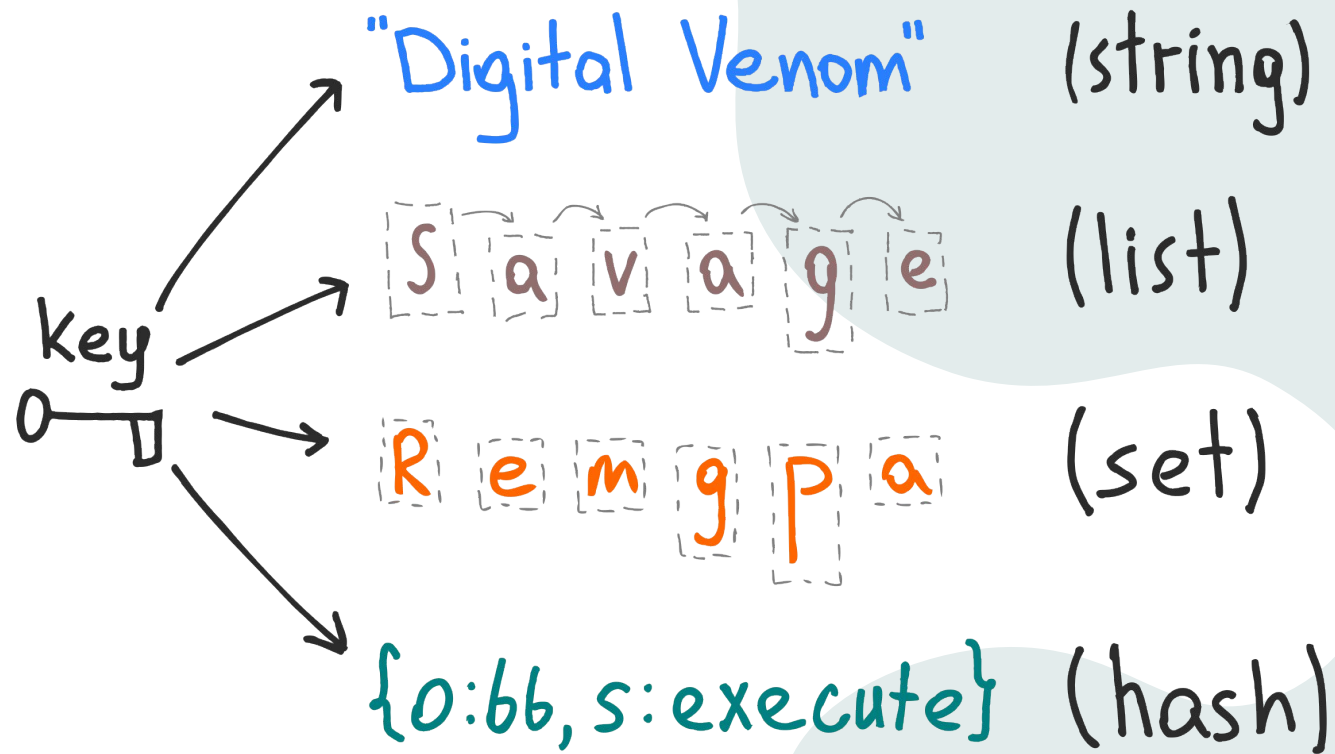 "Digital Venom" (string)
S a v a g e (list)
key
R e m g p a (set)
{0:66, s:execute} (hash)